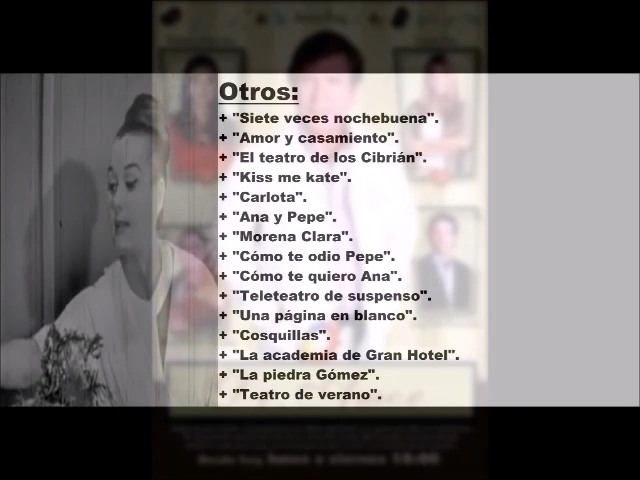 Otros:
+ "Siete veces nochebuena".
+ "Amor y casamiento".
+ "El teatro de los Cibrián".
+ "Kiss me kate".
+ "Carlota".
+ "Ana y Pepe".
+ "Morena Clara".
+ "Cómo te odio Pepe".
+ "Cómo te quiero Ana".
+ "Teleteatro de suspenso".
+ "Una página en blanco".
+ "Cosquillas".
+ "La academia de Gran Hotel".
+ "La piedra Gómez".
+ "Teatro de verano".